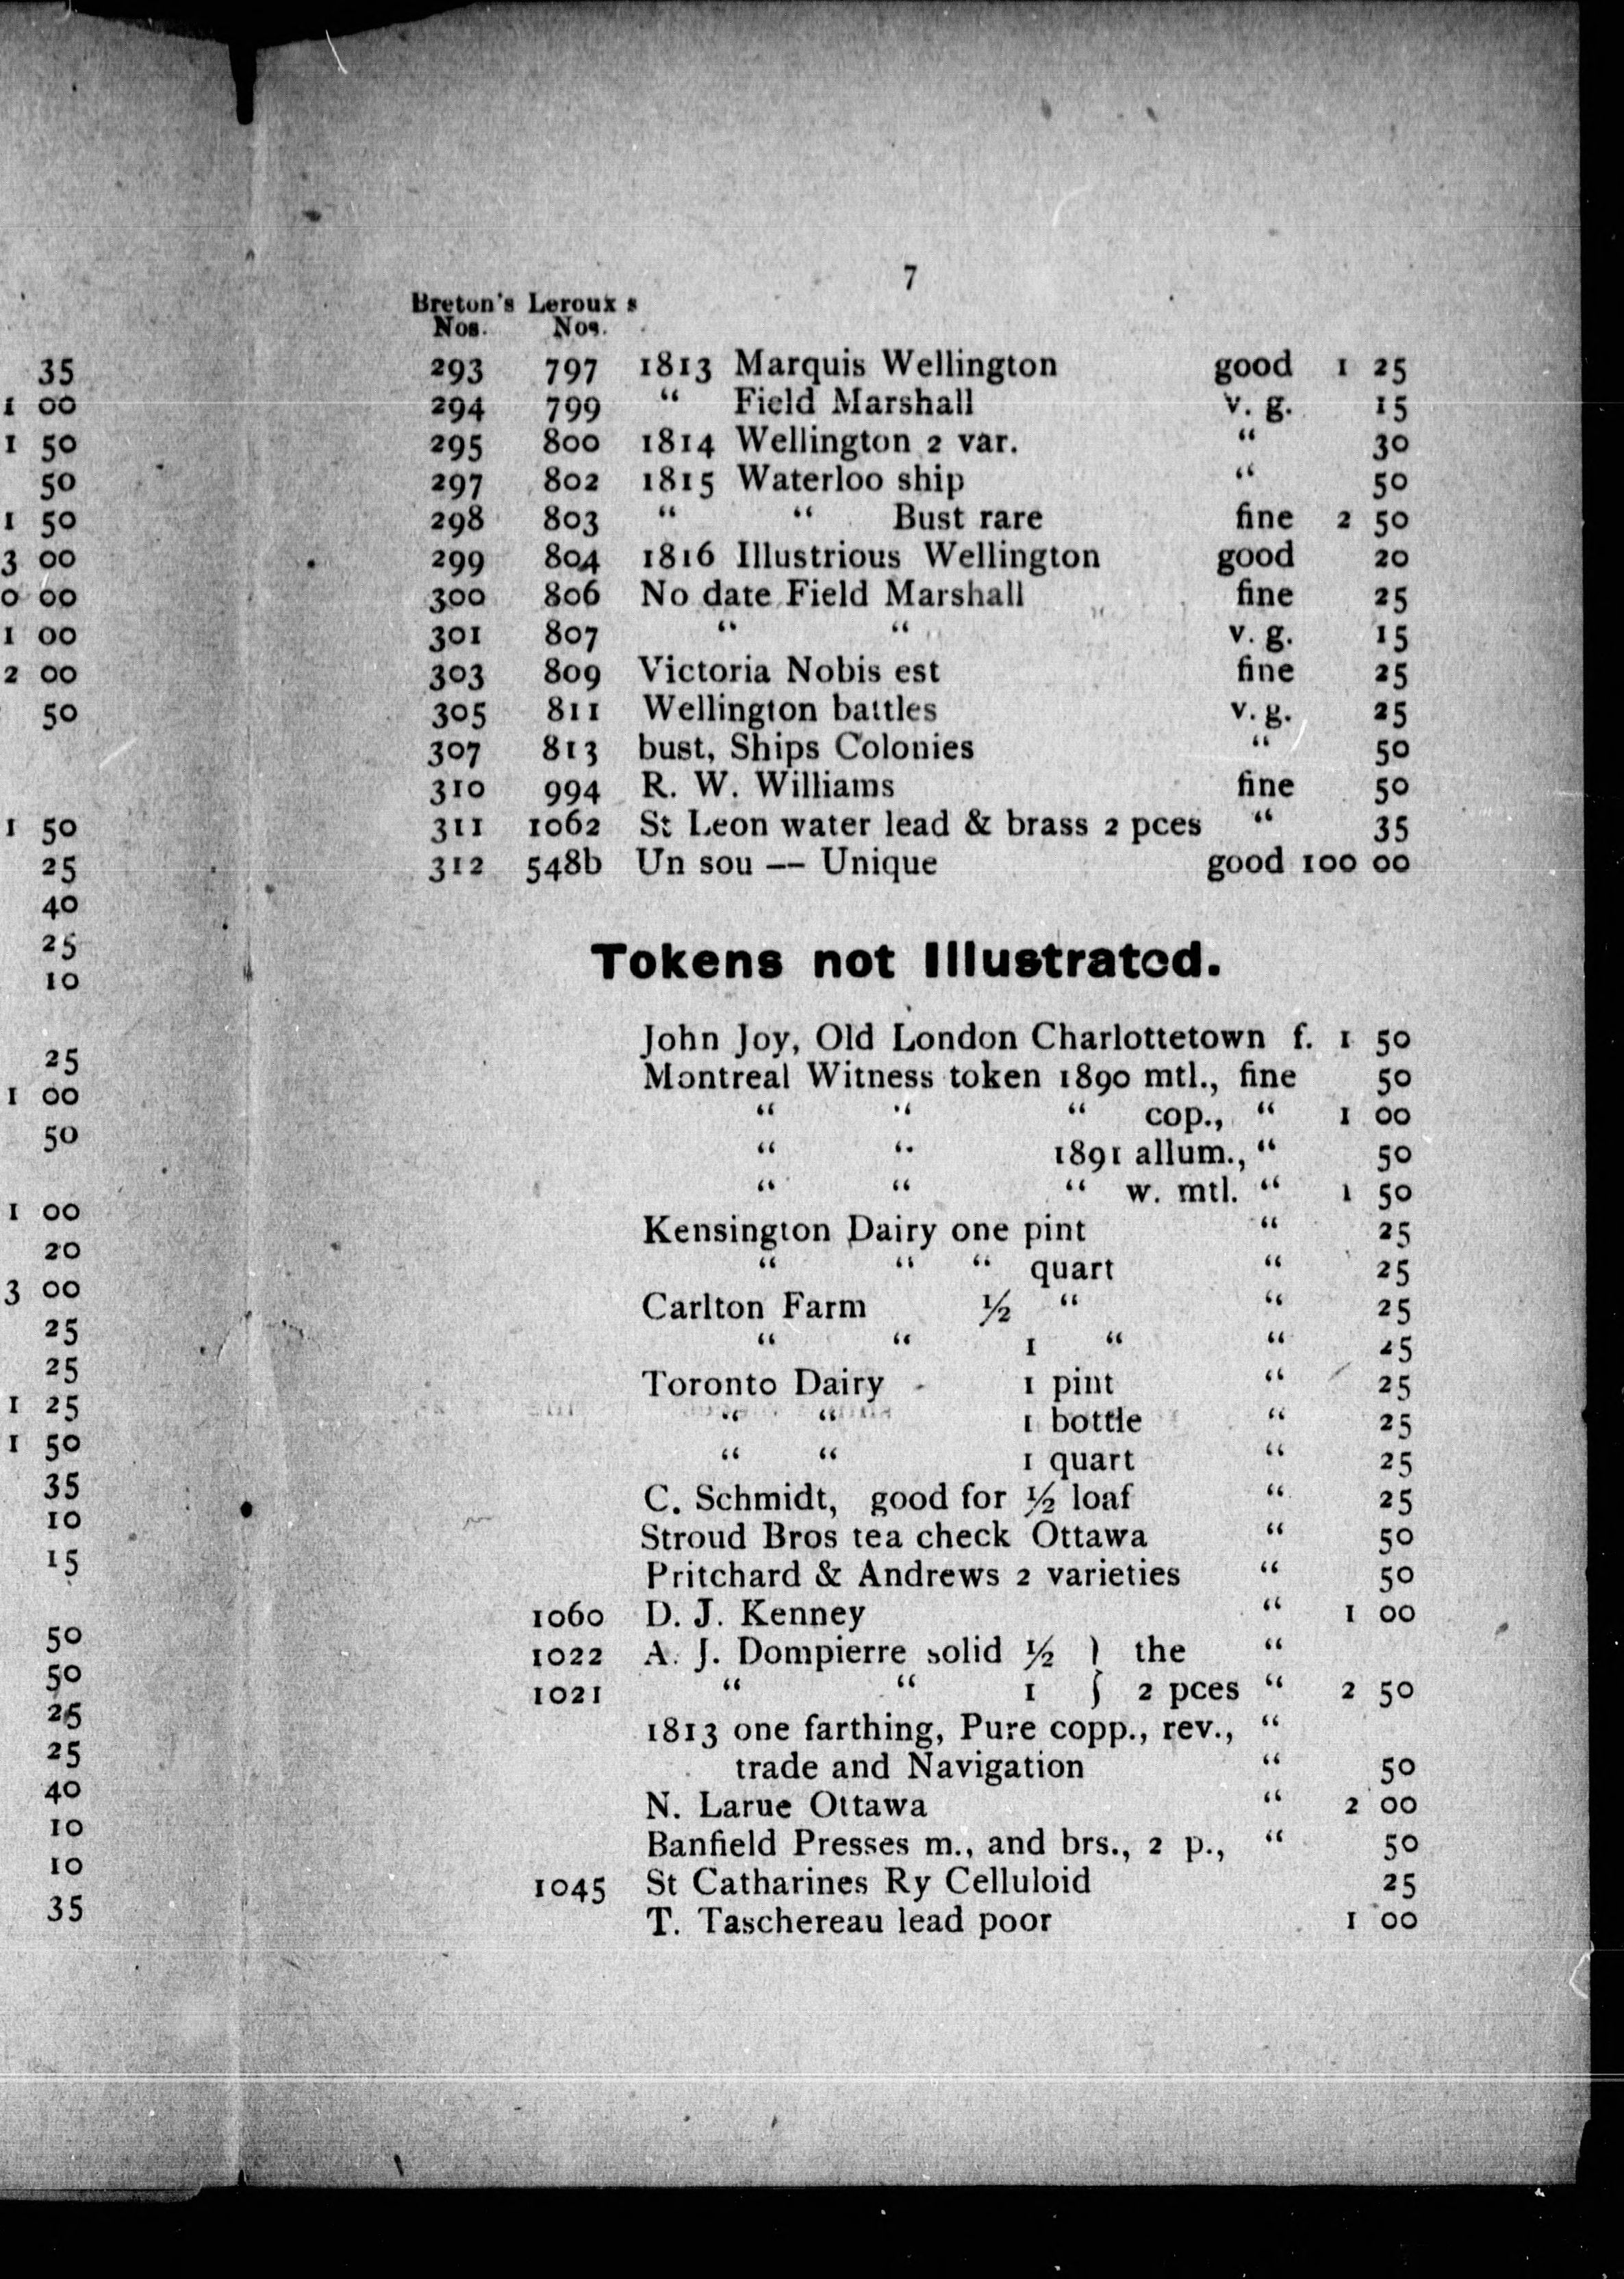 35
1 00
1 50
50
1 50
3 00
0 00
1 00
2 00
50
1 50
25
40
25
10
25
1 00
50
1 00
20
3 00
25
25
1 25
1 50
35
10
15
50
50
25
25
40
10
10
35
7
Breton's Leroux s
Nos. Nos.
293 797 1813 Marquis Wellington good 1 25
294 799 “ Field Marshall v. g. 15
295 800 1814 Wellington 2 var. “ 30
297 802 1815 Waterloo ship “ 50
298 803 “ “ Bust rare fine 2 50
299 804 1816 Illustrious Wellington good 20
300 806 No date Field Marshall fine 25
301 807 “ “ v. g. 15
303 809 Victoria Nobis est fine 25
305 811 Wellington battles v. g. 25
307 813 bust, Ships Colonies “ 50
310 994 R. W. Williams fine 50
311 1062 St Leon water lead & brass 2 pces “ 35
312 548b Un sou — Unique good 100 00
Tokens not Illustrated.
John Joy, Old London Charlottetown f. 1 50
Montreal Witness token 1890 mtl., fine 50
“ “ “ cop., “ 1 00
“ “ 1891 allum., “ 50
“ “ “ w. mtl. “ 1 50
Kensington Dairy one pint “ 25
“ “ “ quart “ 25
Carlton Farm ½ “ “ 25
“ “ 1 “ “ 25
Toronto Dairy 1 pint “ 25
“ “ 1 bottle “ 25
“ “ 1 quart “ 25
C. Schmidt, good for ½ loaf “ 25
Stroud Bros tea check Ottawa “ 50
Pritchard & Andrews 2 varieties “ 50
1060 D. J. Kenney “ 1 00
1022 A. J. Dompierre solid ½ } the “
1021 “ “ 1 } 2 pces “ 2 50
1813 one farthing, Pure copp., rev., “
trade and Navigation “ 50
N. Larue Ottawa “ 2 00
Banfield Presses m., and brs., 2 p., “ 50
1045 St Catharines Ry Celluloid 25
T. Taschereau lead poor 1 00